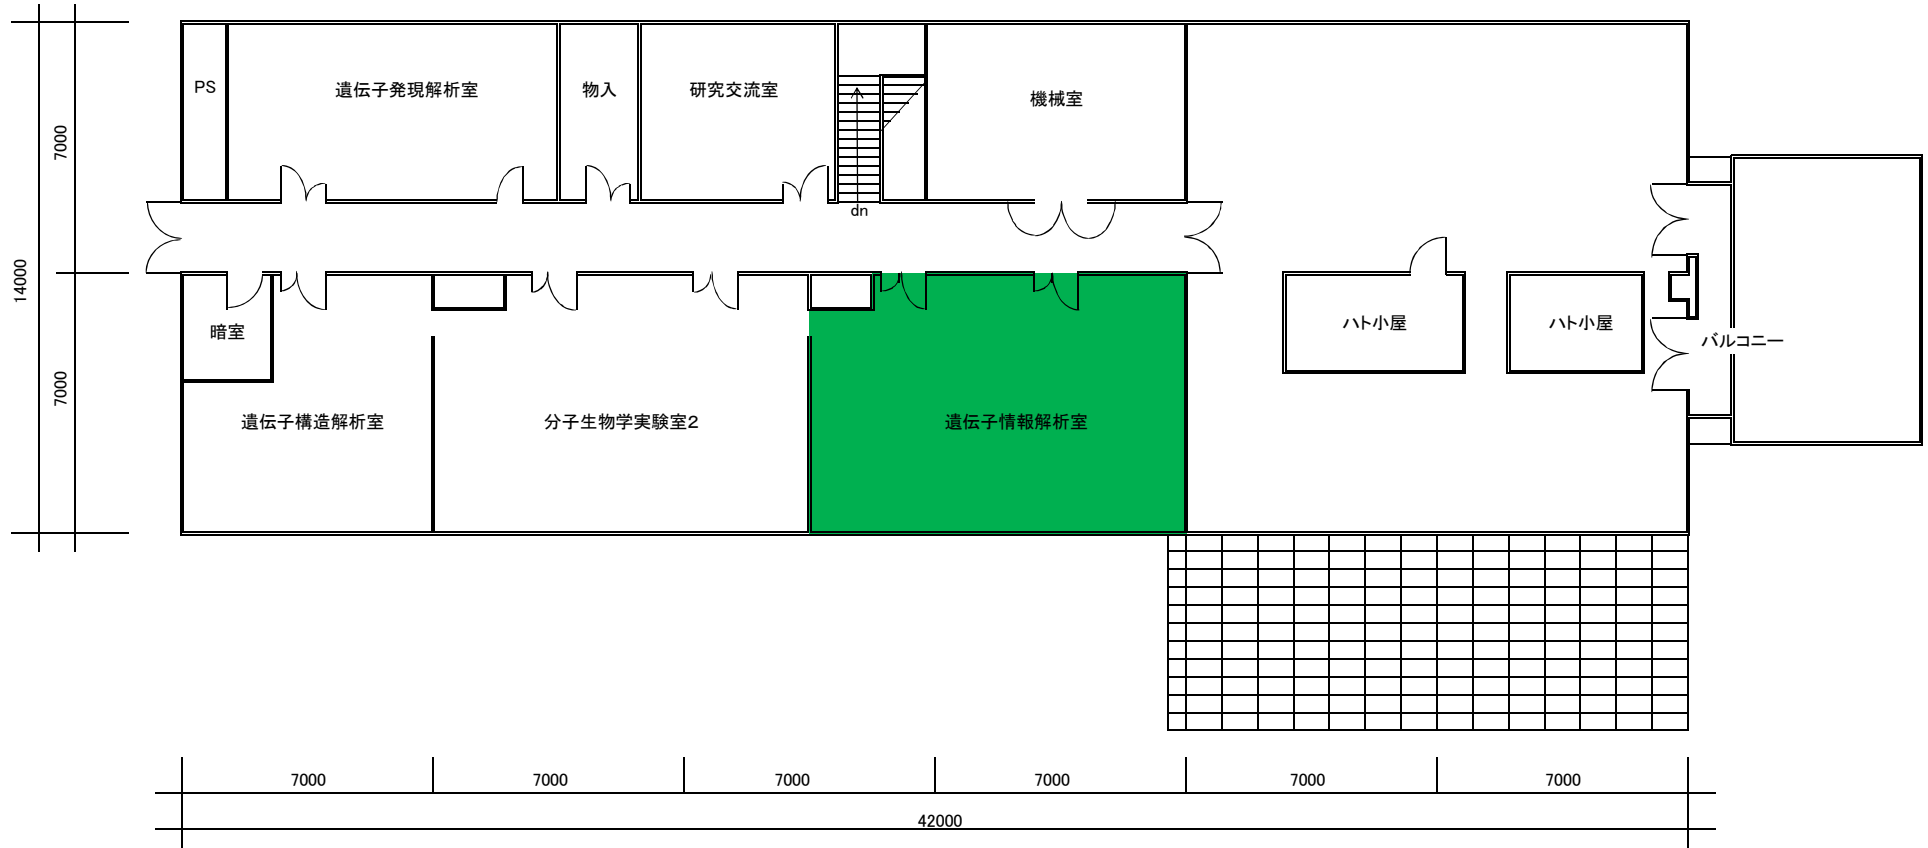 PS
遺伝子発現解析室
物入
研究交流室
機械室
7000
dn
14000
7000
暗室
ハト小屋
ハト小屋
バルコニー
遺伝子構造解析室
分子生物学実験室2
遺伝子情報解析室
7000
7000
7000
7000
7000
7000
42000